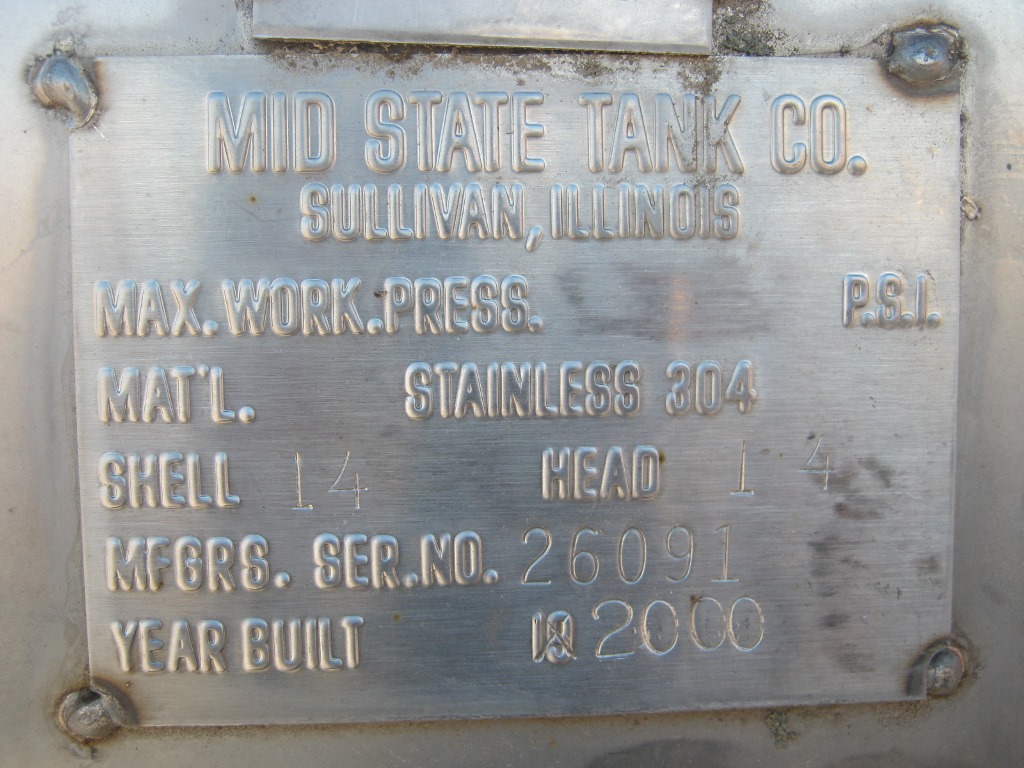 MID STATE TANK CO.
SULLIVAN, ILLINOIS
MAX. WORK. PRESS. P.S.I.
MAT'L. STAINLESS 304
SHELL 14 HEAD 14
MFGRS. SER. NO. 26091
YEAR BUILT 19 2000